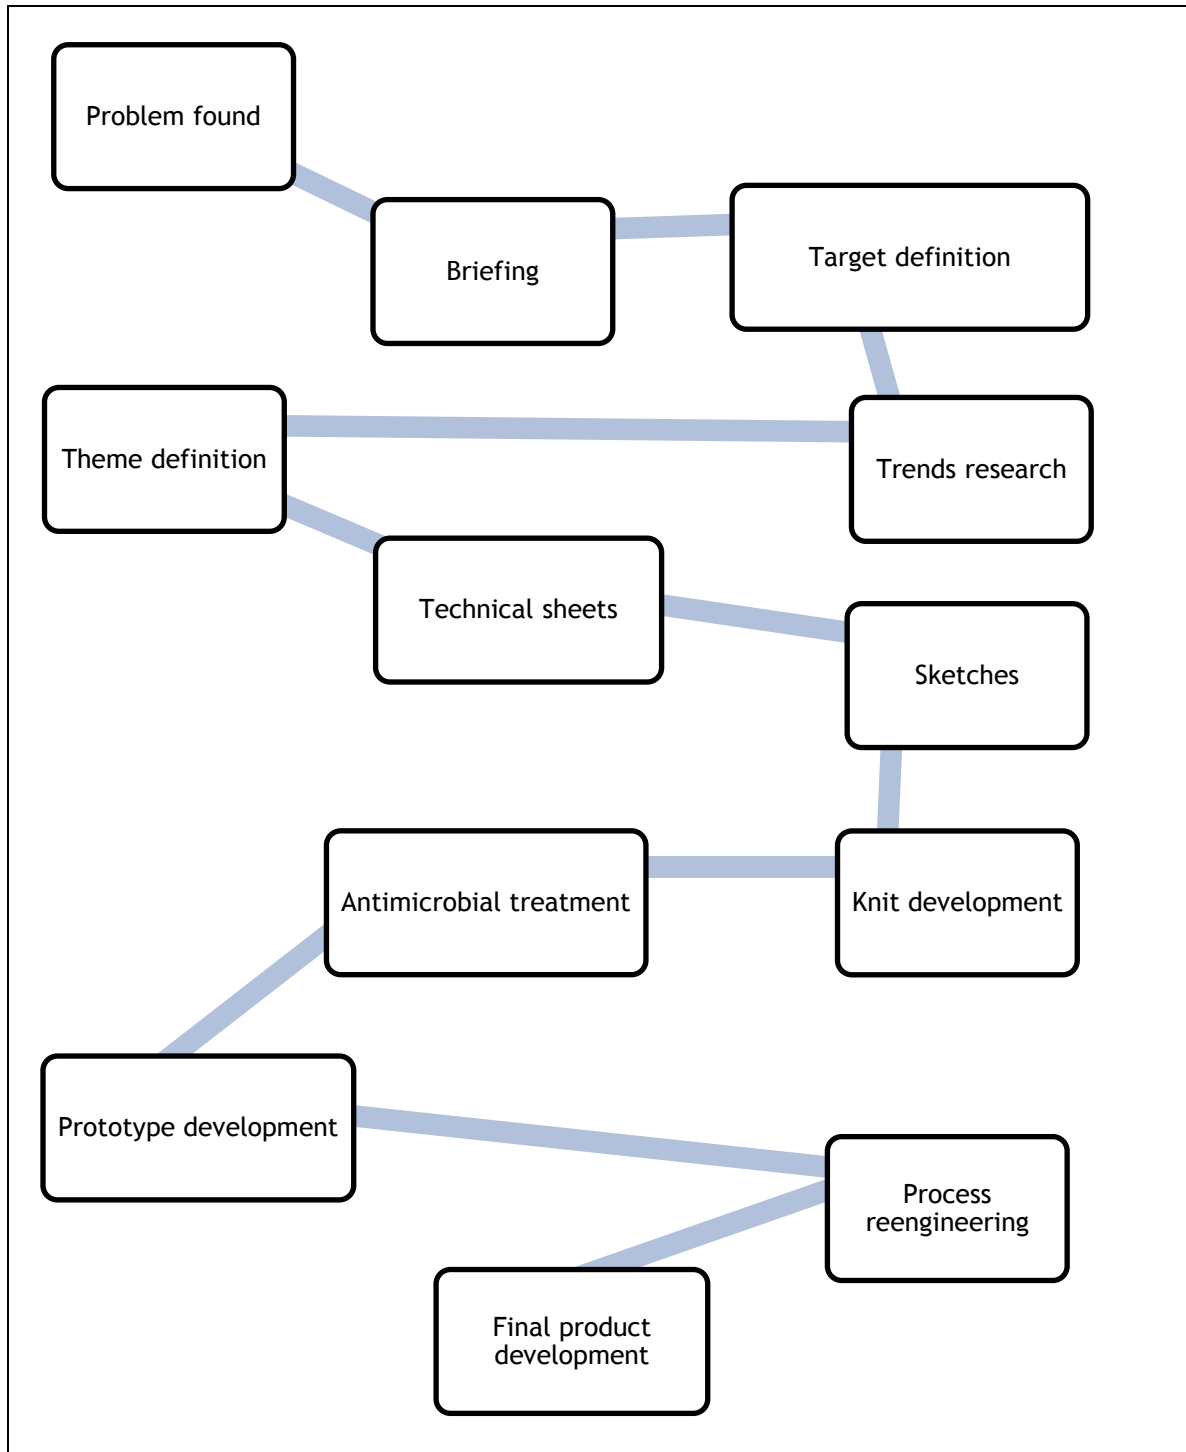 Problem found
Briefing
Target definition
Trends research
Theme definition
Technical sheets
Sketches
Knit development
Antimicrobial treatment
Prototype development
Process
reengineering
Final product
development